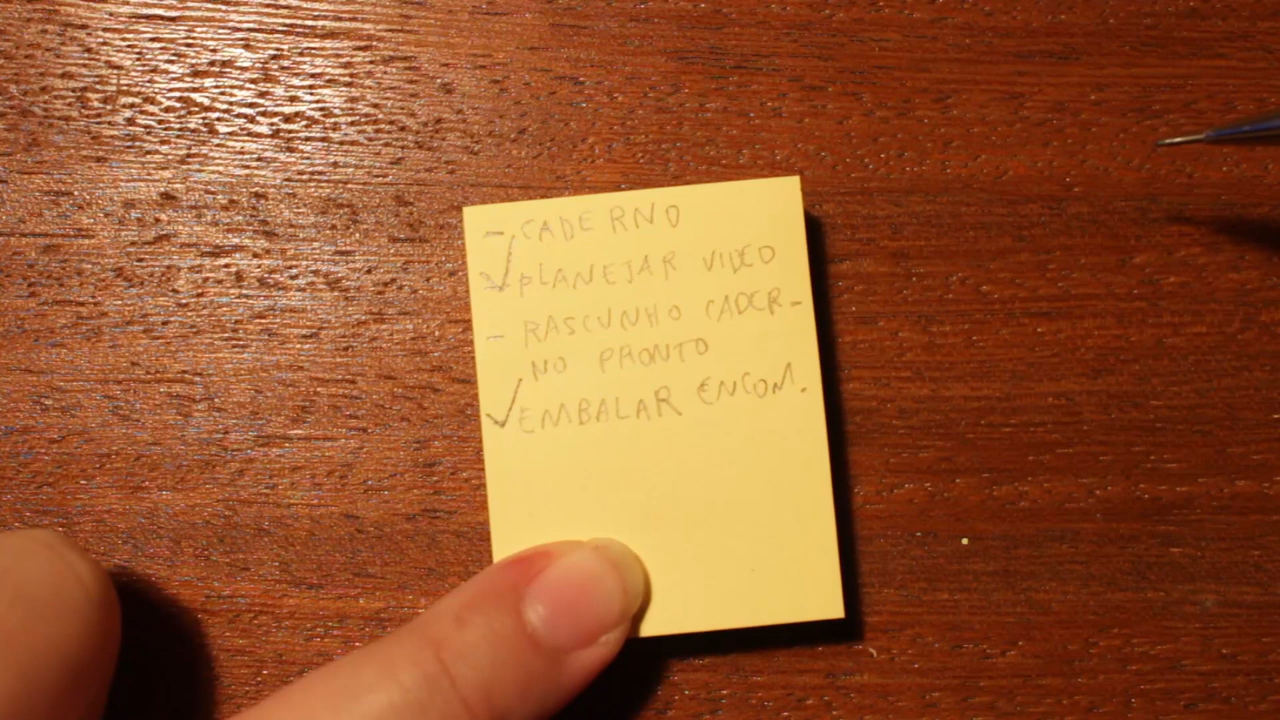 - CADERNO
✓ PLANEJAR VIDEO
- RASCUNHO CADER-
NO PRONTO
✓ EMBALAR ENCOM.